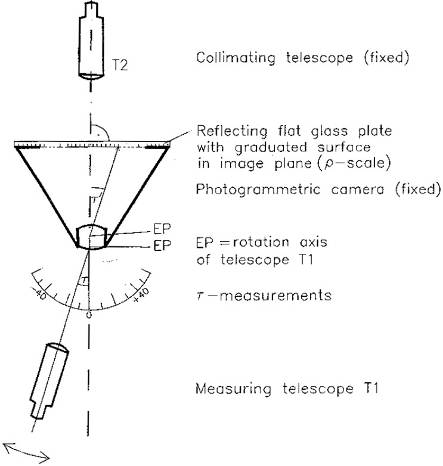 T2
Collimating telescope (fixed)
Reflecting flat glass plate
with graduated surface
in image plane (ρ-scale)
τ
Photogrammetric camera (fixed)
EP
EP
EP = rotation axis
of telescope T1
τ
-40
0
+40
τ-measurements
Measuring telescope T1